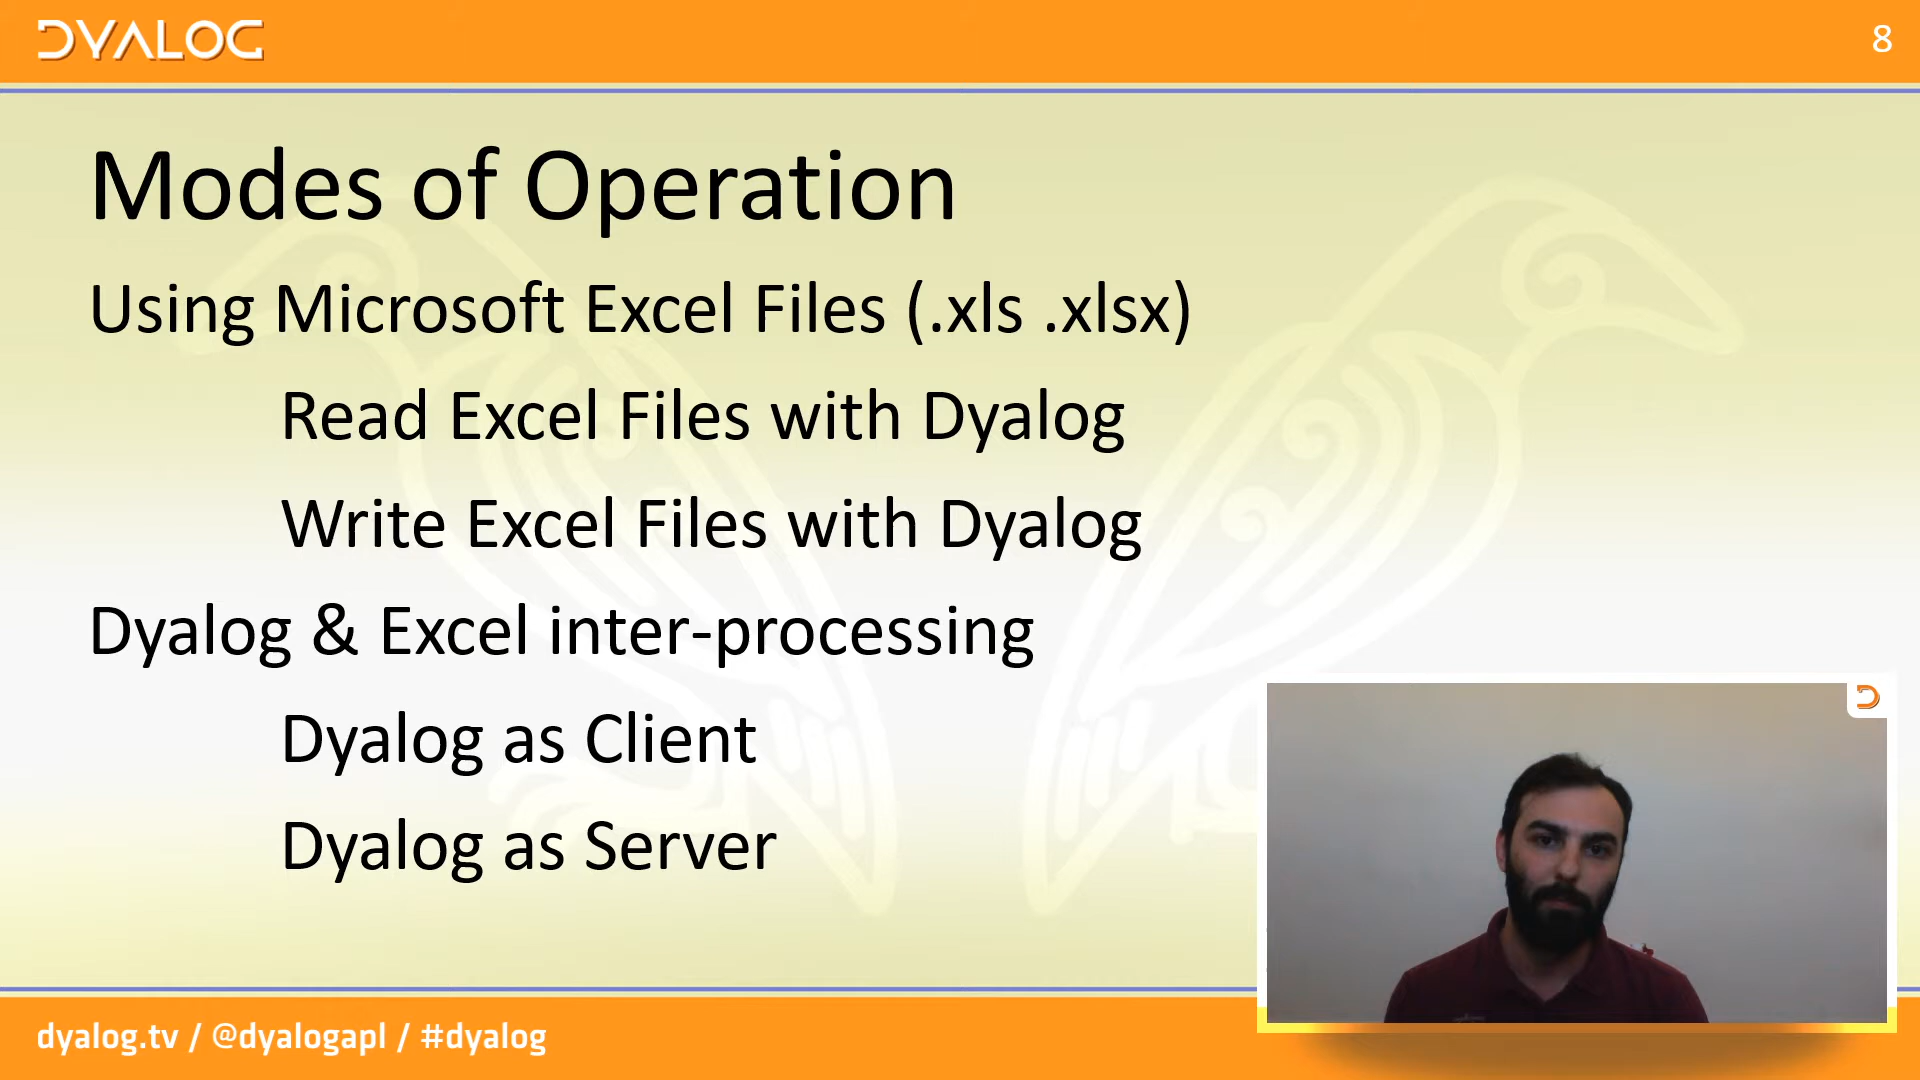 DYALOG
8
Modes of Operation
Using Microsoft Excel Files (.xls .xlsx)
Read Excel Files with Dyalog
Write Excel Files with Dyalog
Dyalog & Excel inter-processing
Dyalog as Client
Dyalog as Server
dyalog.tv / @dyalogapl / #dyalog